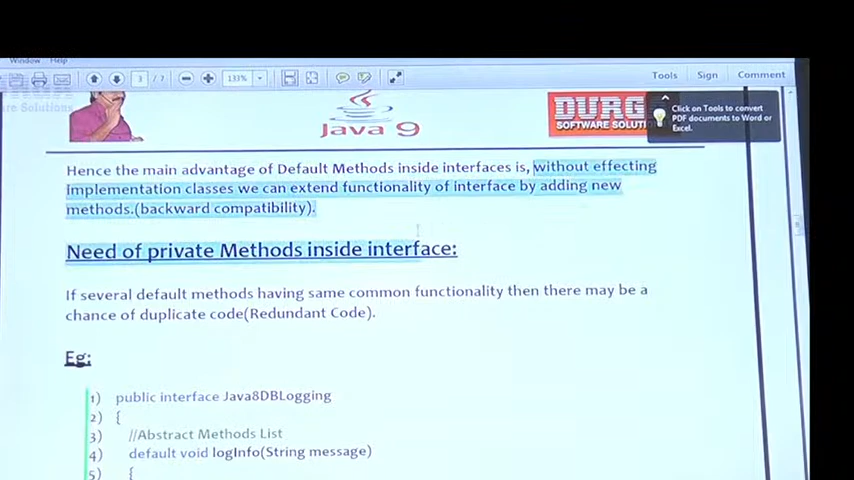 Window Help
3 / 7
133%
Tools Sign Comment
re Solutions
Java 9
DURG
SOFTWARE SOLUTI
Click on Tools to convert
PDF documents to Word or
Excel.
Hence the main advantage of Default Methods inside interfaces is, without effecting
implementation classes we can extend functionality of interface by adding new
methods.(backward compatibility).
Need of private Methods inside interface:
If several default methods having same common functionality then there may be a
chance of duplicate code(Redundant Code).
Eg:
1) public interface Java8DBLogging
2) {
3) //Abstract Methods List
4) default void logInfo(String message)
5) {